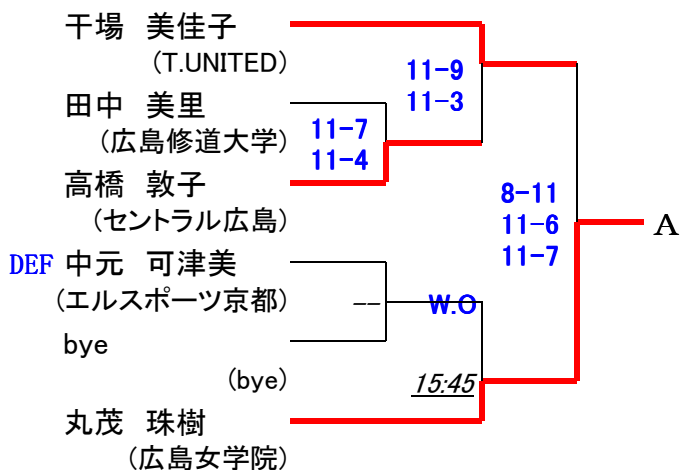 干場 美佳子
(T.UNITED)
11-9
11-3
田中 美里
(広島修道大学)
11-7
11-4
高橋 敦子
(セントラル広島)
8-11
11-6
11-7
A
DEF 中元 可津美
(エルスポーツ京都)
--
W.O
bye
(bye)
15:45
丸茂 珠樹
(広島女学院)